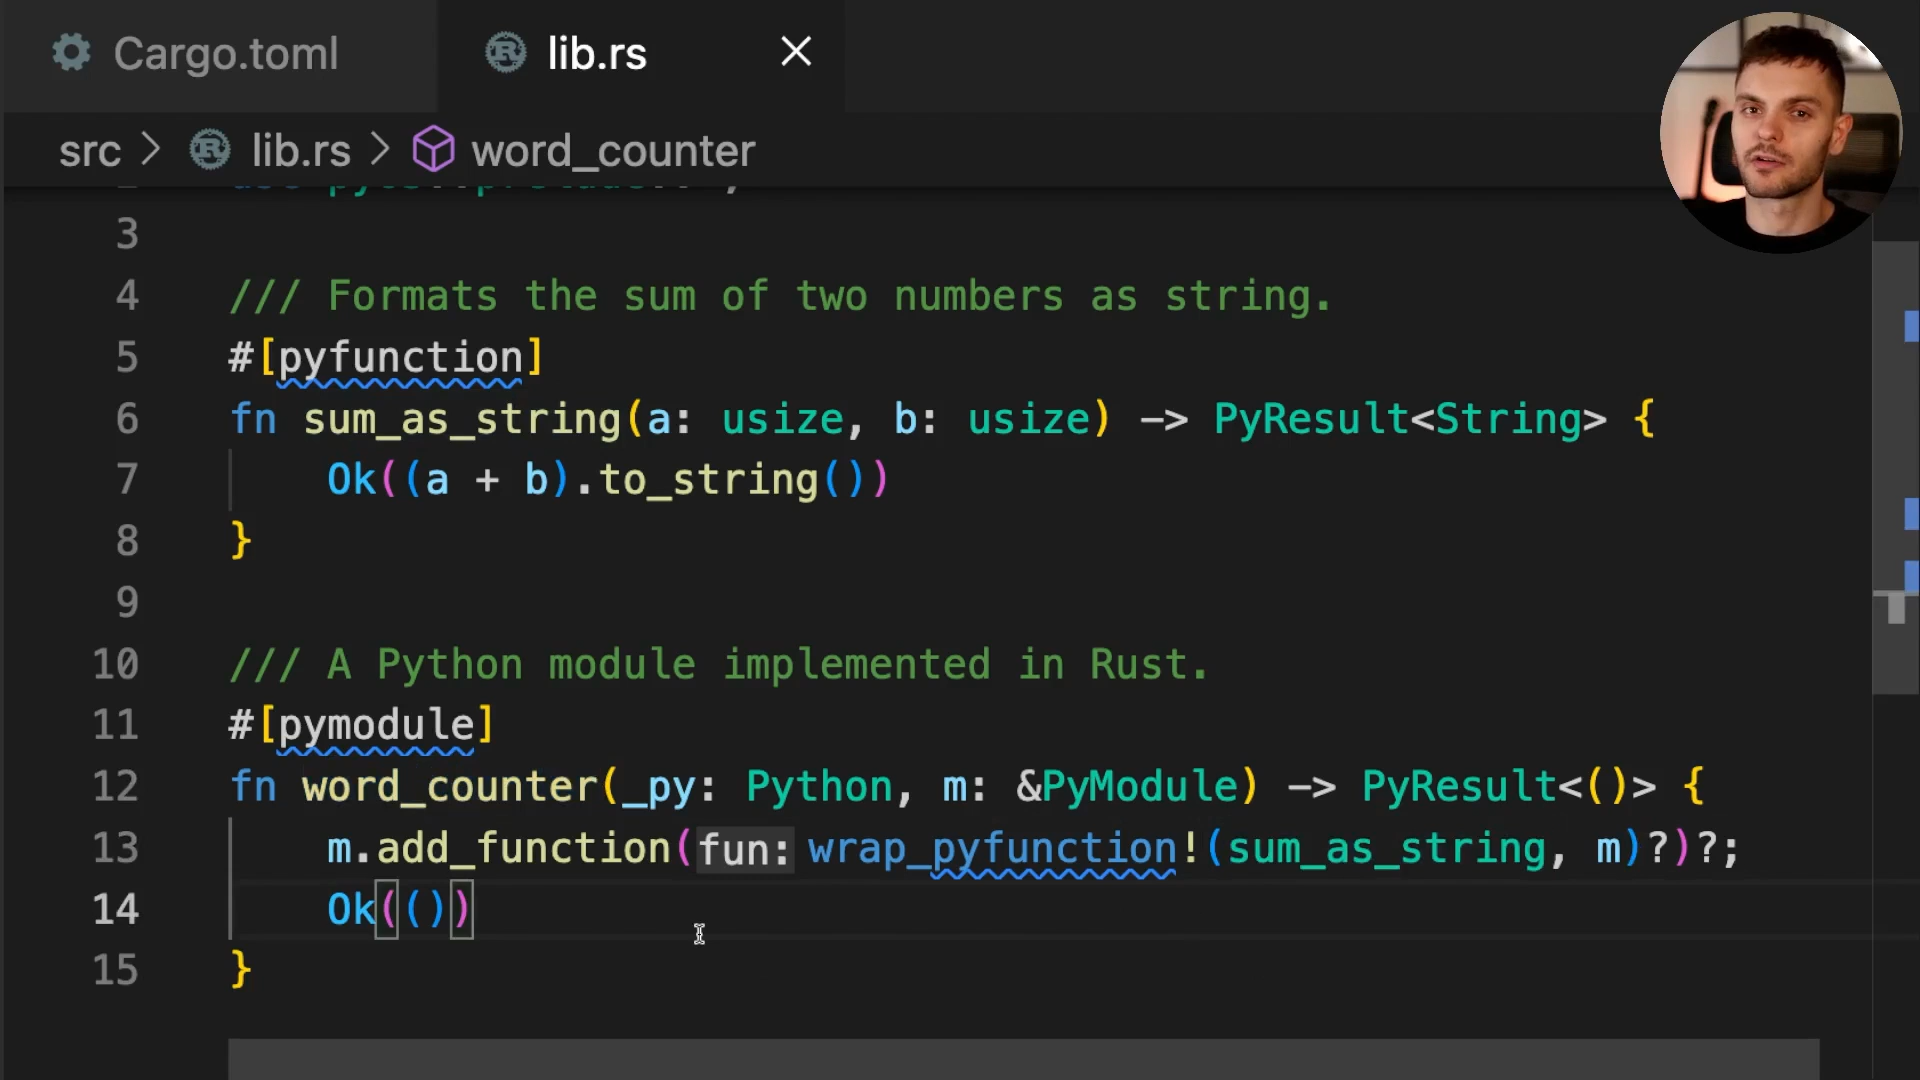 Cargo.toml
lib.rs
src > lib.rs > word_counter
3
4 /// Formats the sum of two numbers as string.
5 #[pyfunction]
6 fn sum_as_string(a: usize, b: usize) -> PyResult<String> {
7 Ok((a + b).to_string())
8 }
9
10 /// A Python module implemented in Rust.
11 #[pymodule]
12 fn word_counter(_py: Python, m: &PyModule) -> PyResult<()> {
13 m.add_function(fun: wrap_pyfunction!(sum_as_string, m)?)?;
14 Ok(())
15 }